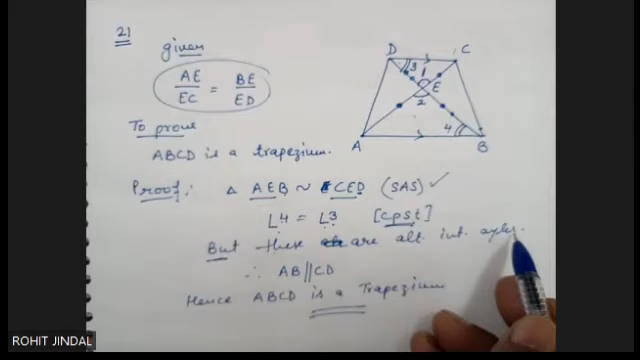 21
given
AE/EC = BE/ED
To prove
ABCD is a trapezium.
Proof: △ AEB ~ CED (SAS) ✓
∠4 = ∠3 [cpst]
But these are alt. int. angles.
∴ AB||CD
Hence ABCD is a Trapezium
D C
3 1
E
2
4
A B
ROHIT JINDAL